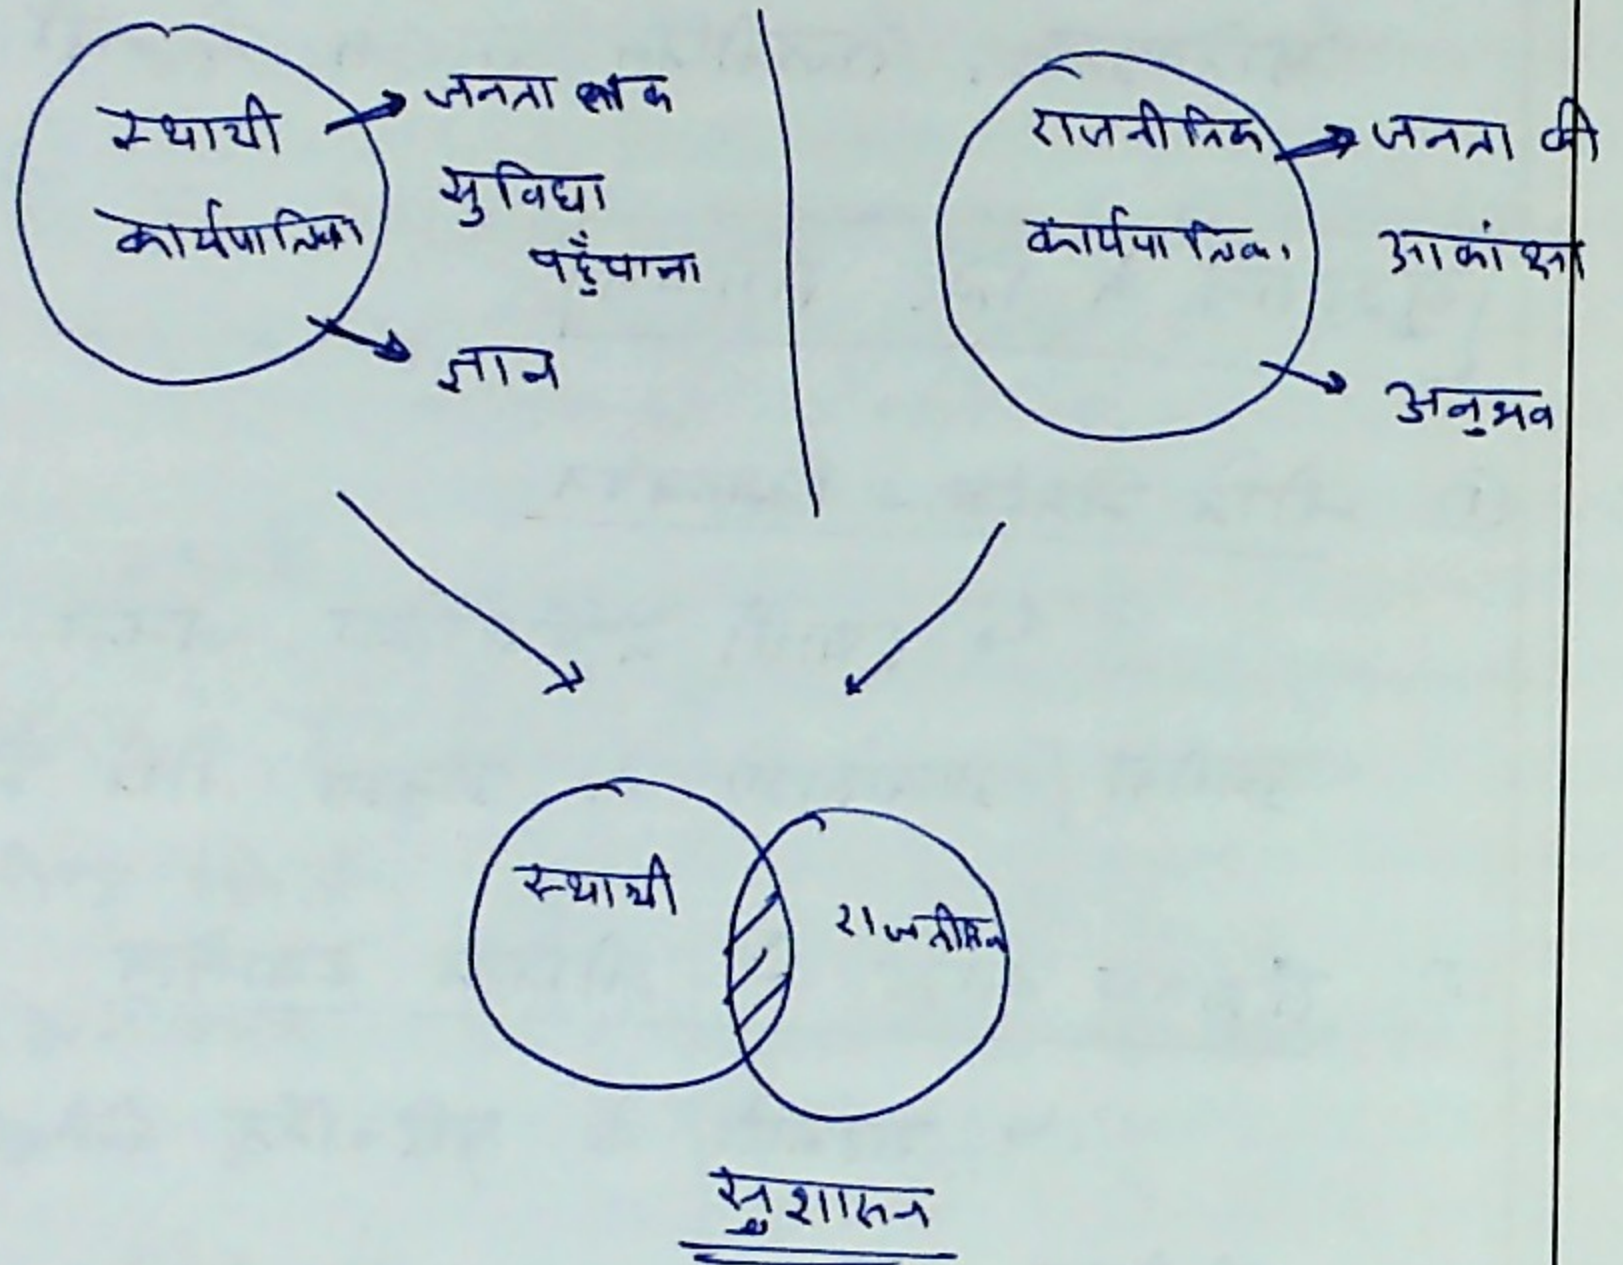 स्थायी
कार्यपालिका
जनता तक
सुविधा
पहुँचाना
ज्ञान
राजनीतिक
कार्यपालिका
जनता की
आकांक्षा
अनुभव
स्थायी
राजनीतिक
सुशासन